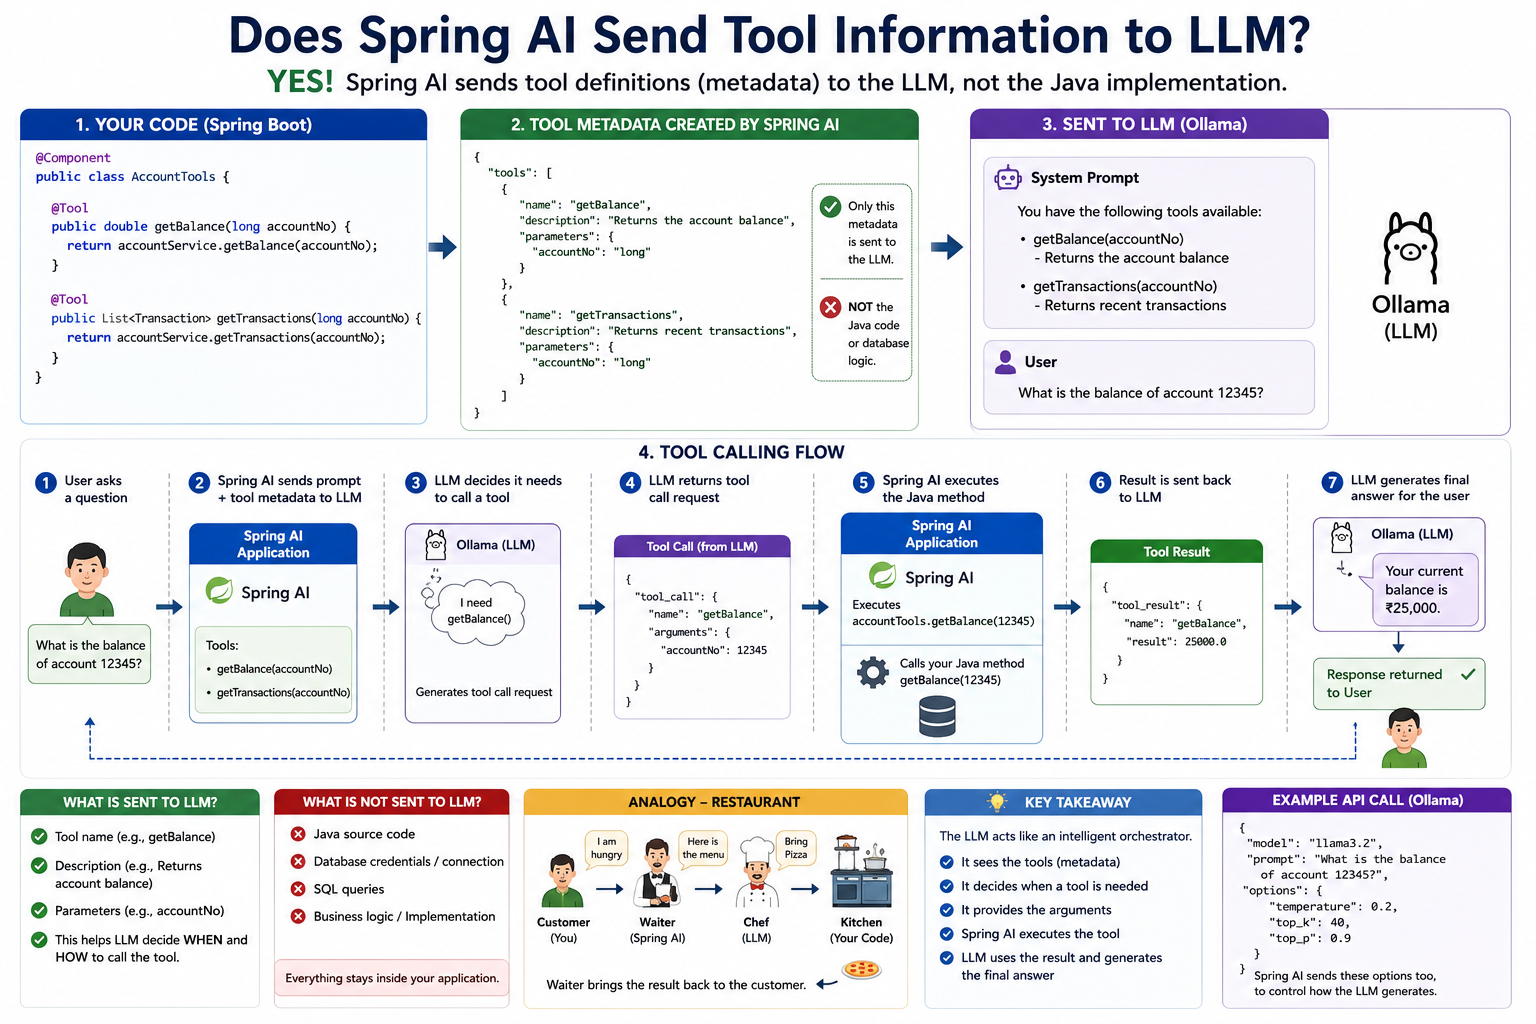 Does Spring AI Send Tool Information to LLM?
YES! Spring AI sends tool definitions (metadata) to the LLM, not the Java implementation.
1. YOUR CODE (Spring Boot)
@Component
public class AccountTools {
@Tool
public double getBalance(long accountNo) {
return accountService.getBalance(accountNo);
}
@Tool
public List<Transaction> getTransactions(long accountNo) {
return accountService.getTransactions(accountNo);
}
}
2. TOOL METADATA CREATED BY SPRING AI
{
"tools": [
{
"name": "getBalance",
"description": "Returns the account balance",
"parameters": {
"accountNo": "long"
}
},
{
"name": "getTransactions",
"description": "Returns recent transactions",
"parameters": {
"accountNo": "long"
}
]
}
Only this
metadata
is sent to
the LLM.
NOT the
Java code
or database
logic.
3. SENT TO LLM (Ollama)
System Prompt
You have the following tools available:
• getBalance(accountNo)
- Returns the account balance
• getTransactions(accountNo)
- Returns recent transactions
User
What is the balance of account 12345?
Ollama
(LLM)
4. TOOL CALLING FLOW
1 User asks
a question
What is the balance
of account 12345?
2 Spring AI sends prompt
+ tool metadata to LLM
Spring AI
Application
Spring AI
Tools:
• getBalance(accountNo)
• getTransactions(accountNo)
3 LLM decides it needs
to call a tool
Ollama (LLM)
I need
getBalance()
Generates tool call request
4 LLM returns tool
call request
Tool Call (from LLM)
{
"tool_call": {
"name": "getBalance",
"arguments": {
"accountNo": 12345
}
}
}
5 Spring AI executes
the Java method
Spring AI
Application
Spring AI
Executes
accountTools.getBalance(12345)
Calls your Java method
getBalance(12345)
6 Result is sent back
to LLM
Tool Result
{
"tool_result": {
"name": "getBalance",
"result": 25000.0
}
}
7 LLM generates final
answer for the user
Ollama (LLM)
Your current
balance is
₹25,000.
Response returned
to User
WHAT IS SENT TO LLM?
Tool name (e.g., getBalance)
Description (e.g., Returns
account balance)
Parameters (e.g., accountNo)
This helps LLM decide WHEN and
HOW to call the tool.
WHAT IS NOT SENT TO LLM?
Java source code
Database credentials / connection
SQL queries
Business logic / Implementation
Everything stays inside your application.
ANALOGY – RESTAURANT
I am
hungry
Here is
the menu
Bring
Pizza
Customer
(You)
Waiter
(Spring AI)
Chef
(LLM)
Kitchen
(Your Code)
Waiter brings the result back to the customer.
KEY TAKEAWAY
The LLM acts like an intelligent orchestrator.
It sees the tools (metadata)
It decides when a tool is needed
It provides the arguments
Spring AI executes the tool
LLM uses the result and generates
the final answer
EXAMPLE API CALL (Ollama)
{
"model": "llama3.2",
"prompt": "What is the balance
of account 12345?",
"options": {
"temperature": 0.2,
"top_k": 40,
"top_p": 0.9
}
}
Spring AI sends these options too,
to control how the LLM generates.